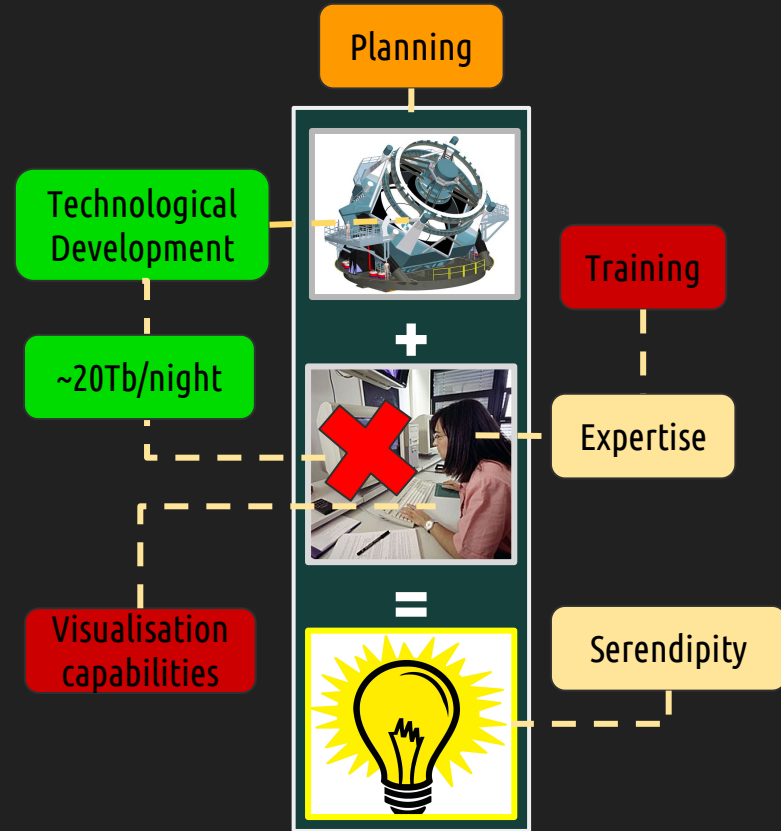 Planning
Technological
Development
Training
+
~20Tb/night
Expertise
=
Visualisation
capabilities
Serendipity